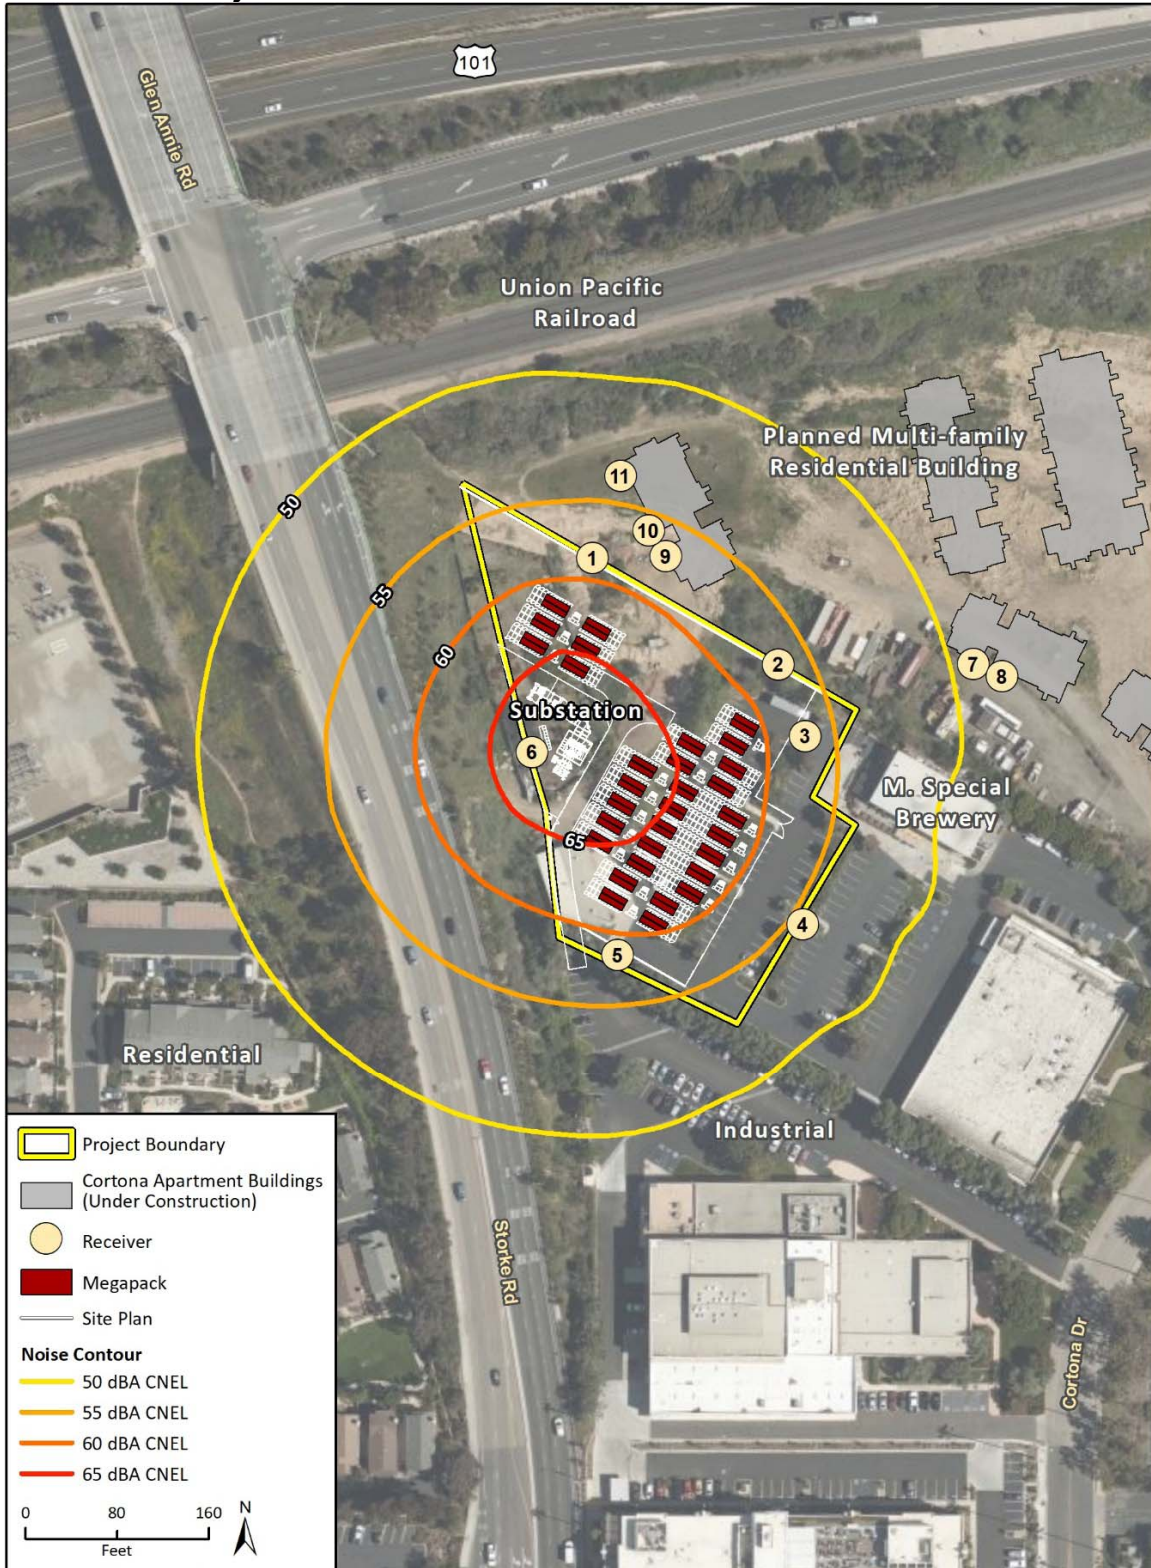 101
Glen Annie Rd
Union Pacific
Railroad
Planned Multi-family
Residential Building
50
11
10
9
1
55
60
2
7
8
Substation
3
6
M. Special
Brewery
65
4
5
Residential
Industrial
Storke Rd
Cortona Dr
Project Boundary
Cortona Apartment Buildings
(Under Construction)
Receiver
Megapack
Site Plan
Noise Contour
50 dBA CNEL
55 dBA CNEL
60 dBA CNEL
65 dBA CNEL
0 80 160
Feet
N